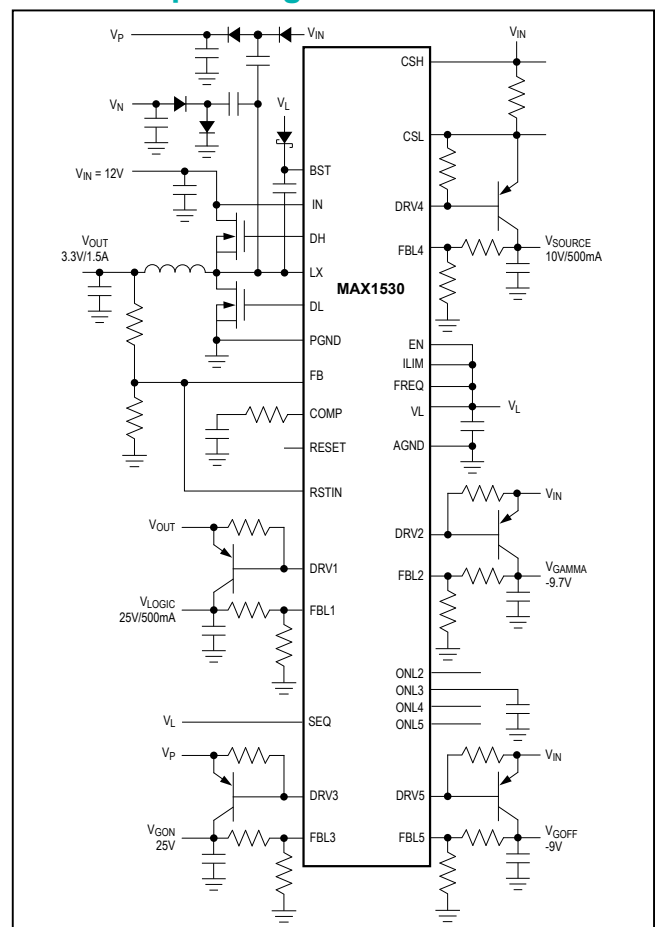 VP
VIN
VN
VL
VIN = 12V
VOUT
3.3V/1.5A
BST
IN
DH
LX
DL
PGND
FB
COMP
RESET
RSTIN
VOUT
DRV1
VLOGIC
25V/500mA
FBL1
VL
SEQ
VP
DRV3
VGON
25V
FBL3
MAX1530
VIN
CSH
CSL
DRV4
FBL4
VSOURCE
10V/500mA
EN
ILIM
FREQ
VL
VL
AGND
VIN
DRV2
FBL2
VGAMMA
-9.7V
ONL2
ONL3
ONL4
ONL5
VIN
DRV5
FBL5
VGOFF
-9V